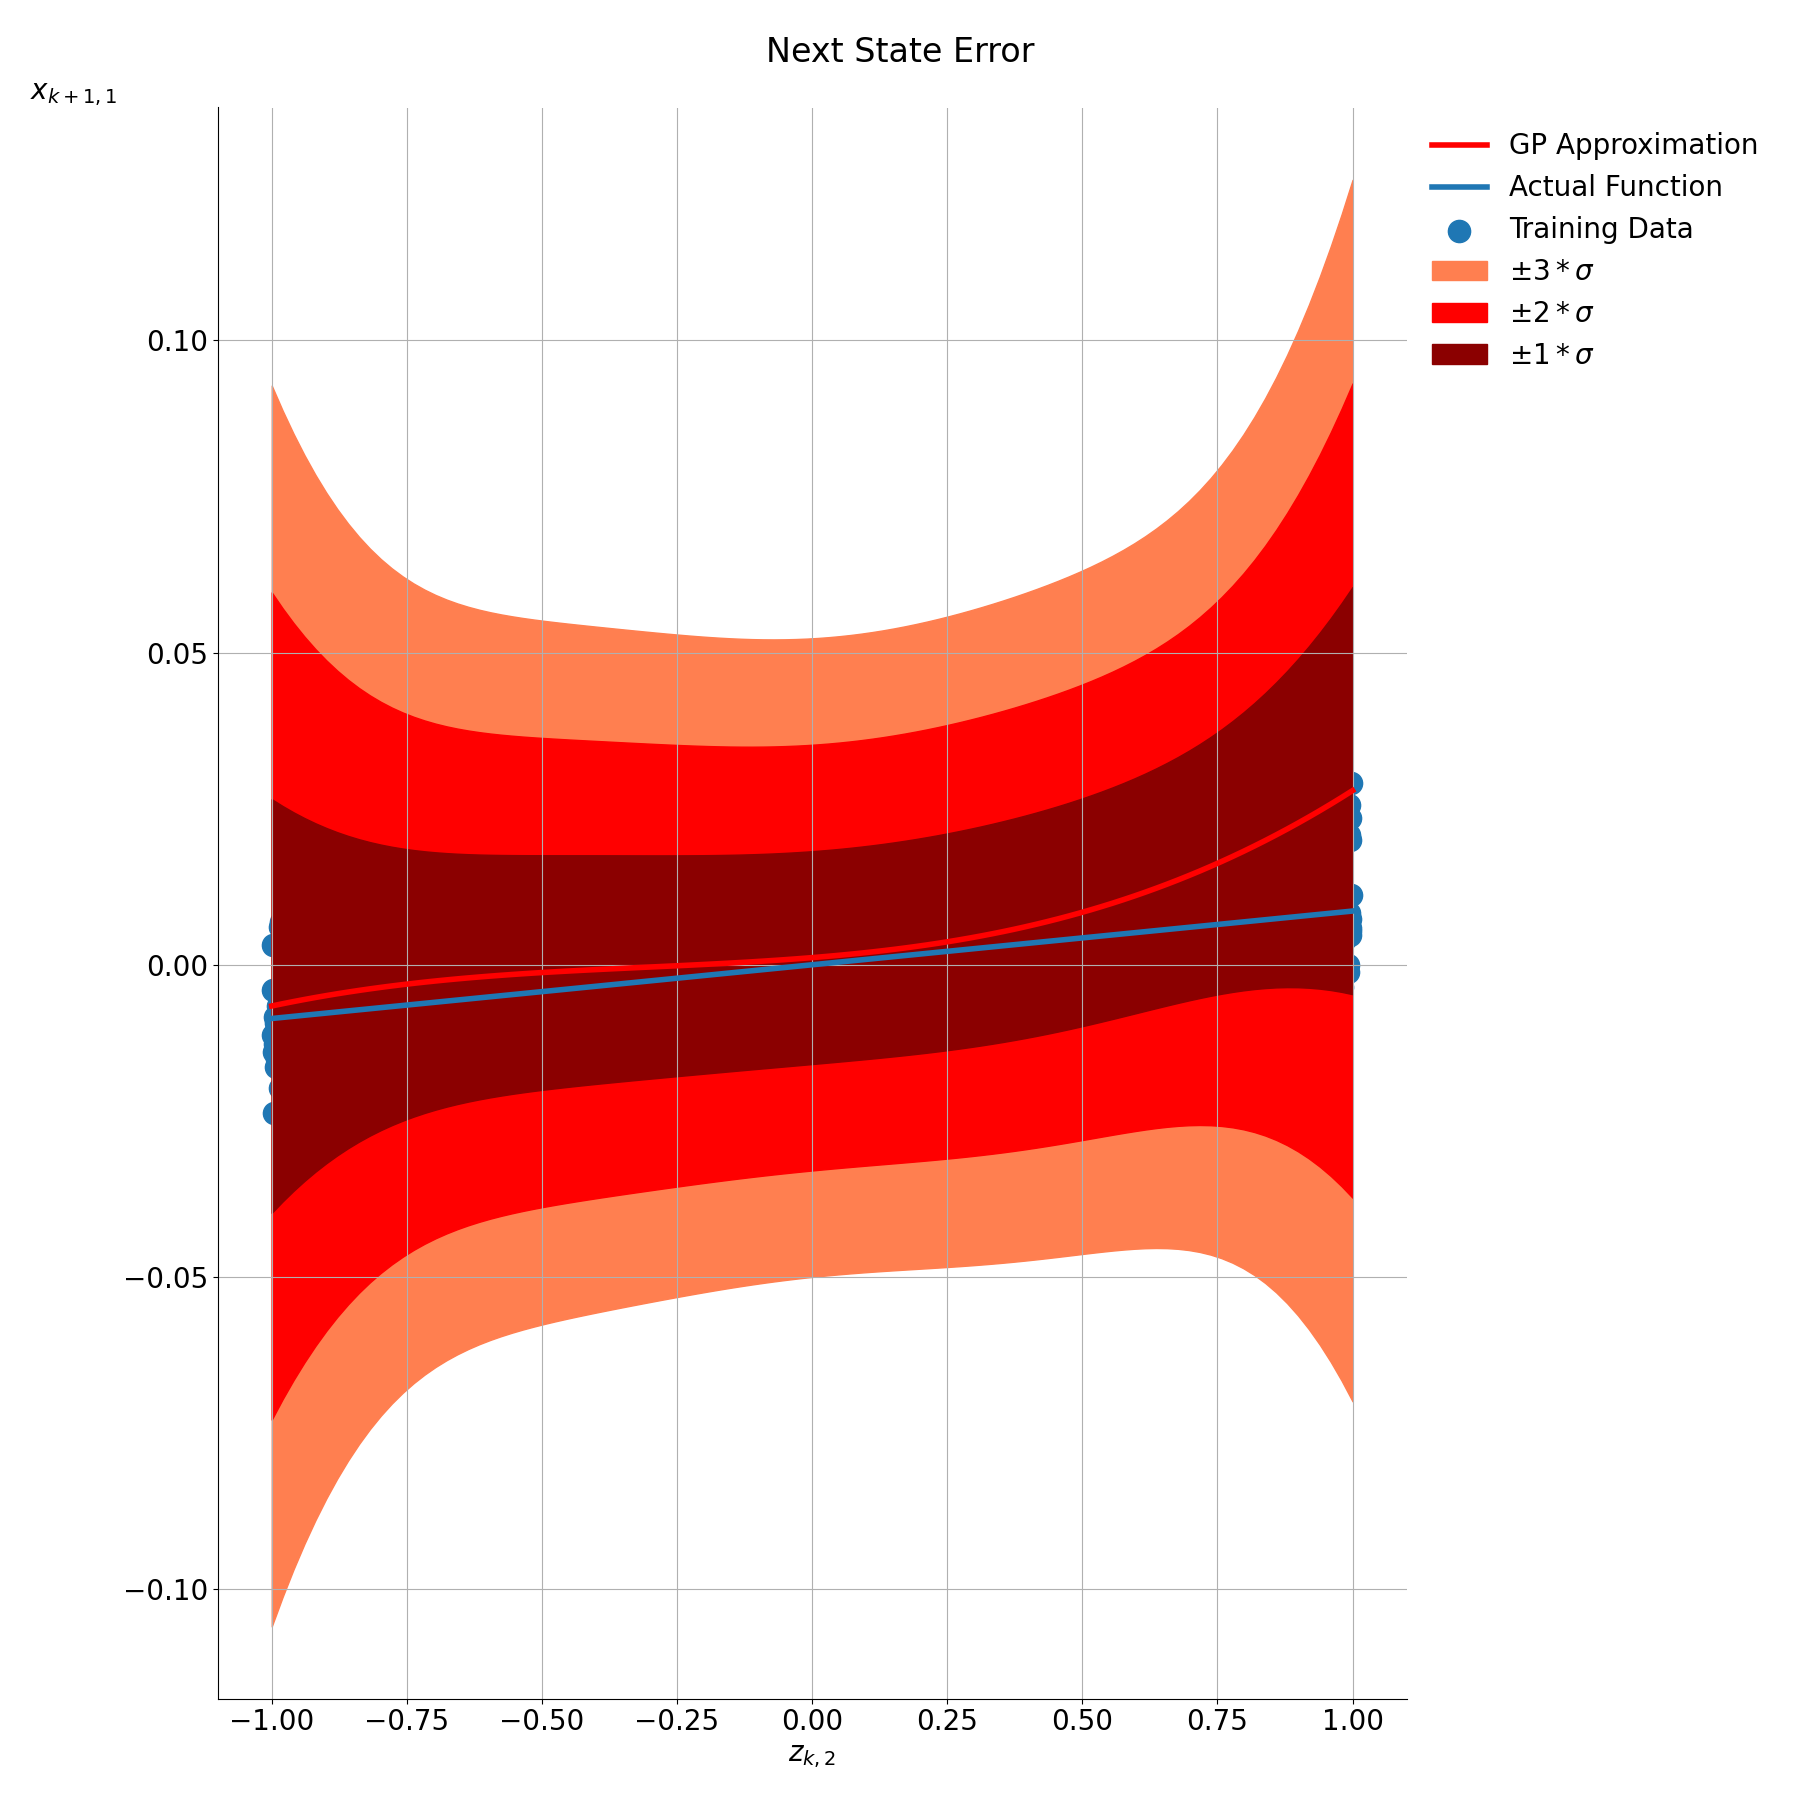 Next State Error
x_{k+1,1}
GP Approximation
Actual Function
Training Data
±3 * σ
±2 * σ
±1 * σ
0.10
0.05
0.00
−0.05
−0.10
−1.00 −0.75 −0.50 −0.25 0.00 0.25 0.50 0.75 1.00
z_{k,2}